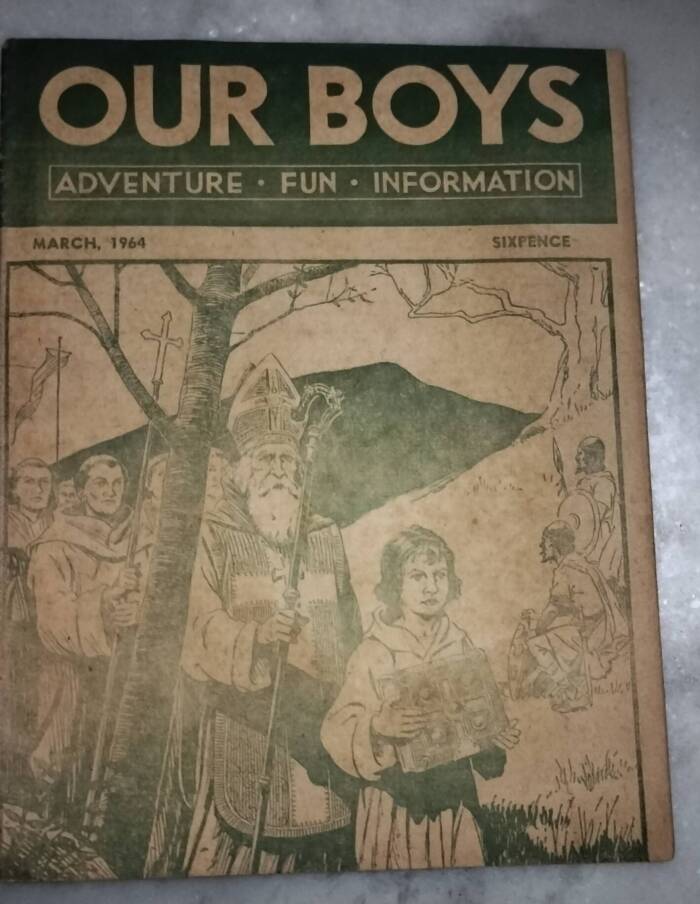 OUR BOYS
ADVENTURE · FUN · INFORMATION
MARCH, 1964
SIXPENCE